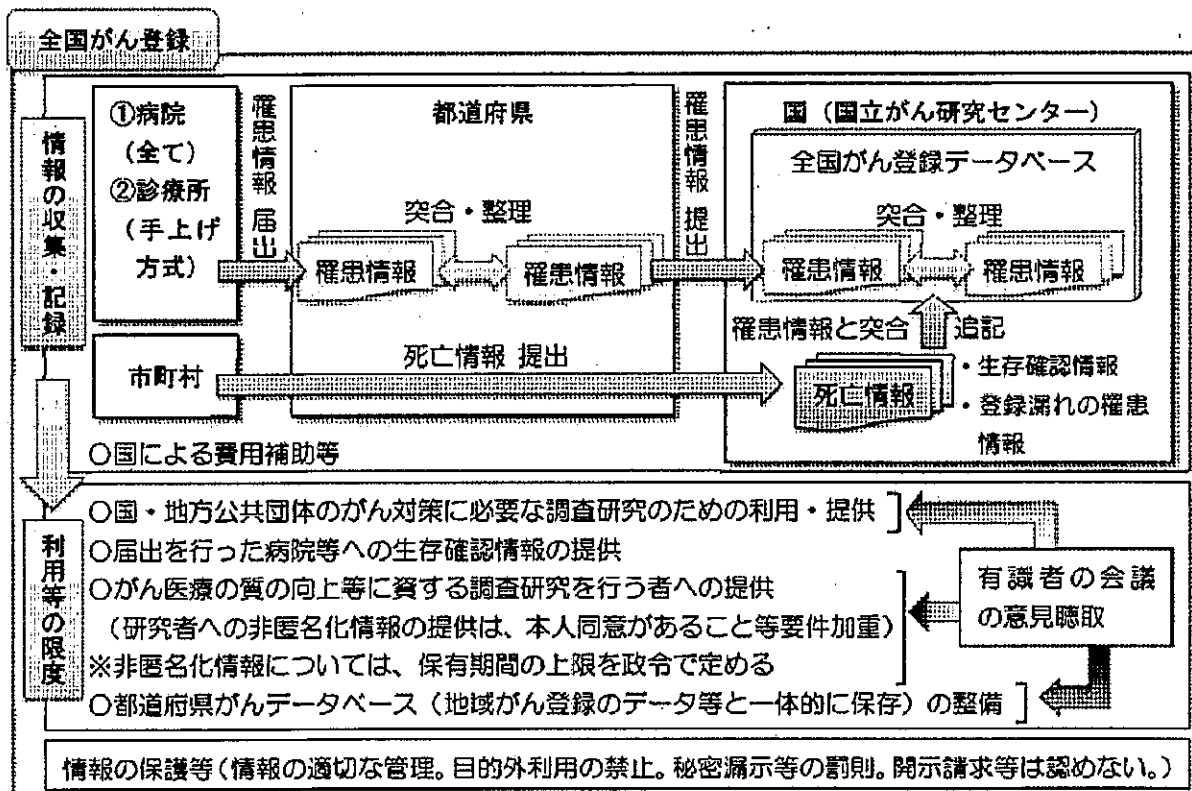 全国がん登録
情報の収集・記録
①病院
(全て)
②診療所
(手上げ
方式)
罹患情報 届出
都道府県
突合・整理
罹患情報
罹患情報
罹患情報 提出
国(国立がん研究センター)
全国がん登録データベース
突合・整理
罹患情報
罹患情報
罹患情報と突合
追記
市町村
死亡情報 提出
死亡情報
・生存確認情報
・登録漏れの罹患
情報
○国による費用補助等
利用等の限度
○国・地方公共団体のがん対策に必要な調査研究のための利用・提供
○届出を行った病院等への生存確認情報の提供
○がん医療の質の向上等に資する調査研究を行う者への提供
(研究者への非匿名化情報の提供は、本人同意があること等要件加重)
※非匿名化情報については、保有期間の上限を政令で定める
○都道府県がんデータベース(地域がん登録のデータ等と一体的に保存)の整備
有識者の会議
の意見聴取
情報の保護等(情報の適切な管理。目的外利用の禁止。秘密漏示等の罰則。開示請求等は認めない。)